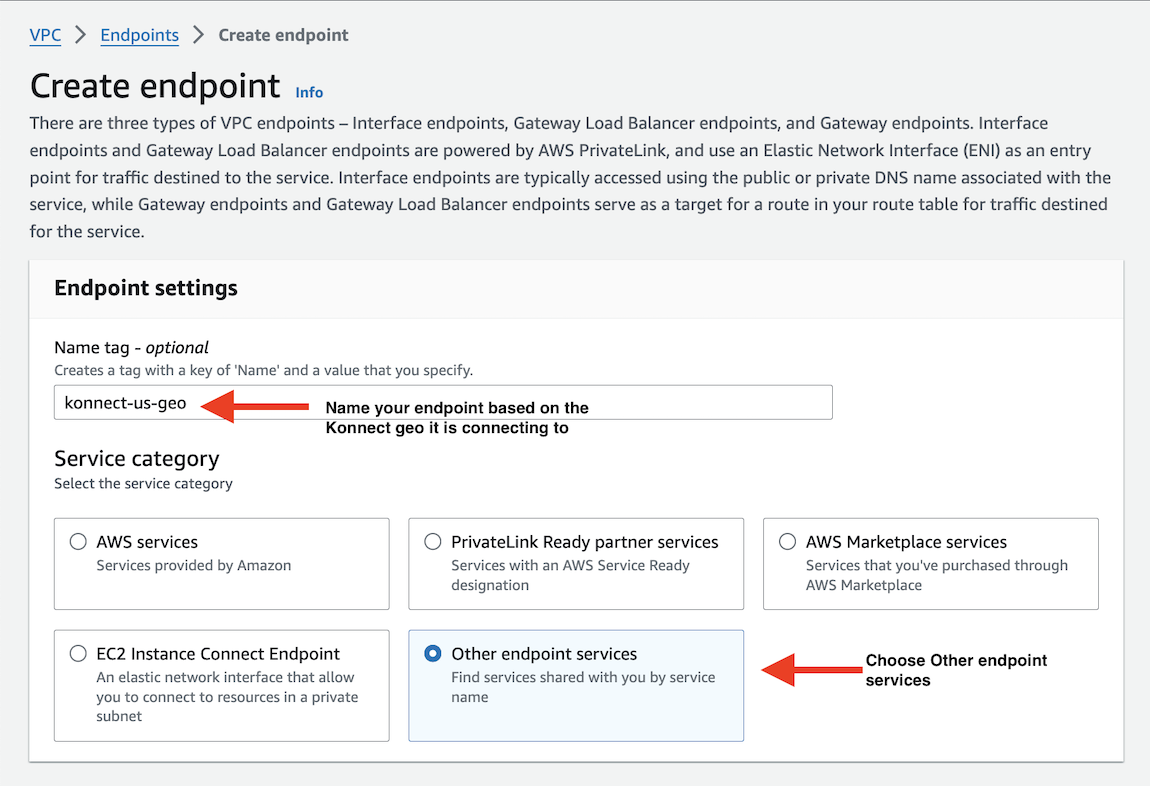 VPC > Endpoints > Create endpoint
Create endpoint Info
There are three types of VPC endpoints – Interface endpoints, Gateway Load Balancer endpoints, and Gateway endpoints. Interface
endpoints and Gateway Load Balancer endpoints are powered by AWS PrivateLink, and use an Elastic Network Interface (ENI) as an entry
point for traffic destined to the service. Interface endpoints are typically accessed using the public or private DNS name associated with the
service, while Gateway endpoints and Gateway Load Balancer endpoints serve as a target for a route in your route table for traffic destined
for the service.
Endpoint settings
Name tag - optional
Creates a tag with a key of 'Name' and a value that you specify.
konnect-us-geo
Name your endpoint based on the
Konnect geo it is connecting to
Service category
Select the service category
AWS services
Services provided by Amazon
PrivateLink Ready partner services
Services with an AWS Service Ready
designation
AWS Marketplace services
Services that you've purchased through
AWS Marketplace
EC2 Instance Connect Endpoint
An elastic network interface that allow
you to connect to resources in a private
subnet
Other endpoint services
Find services shared with you by service
name
Choose Other endpoint
services